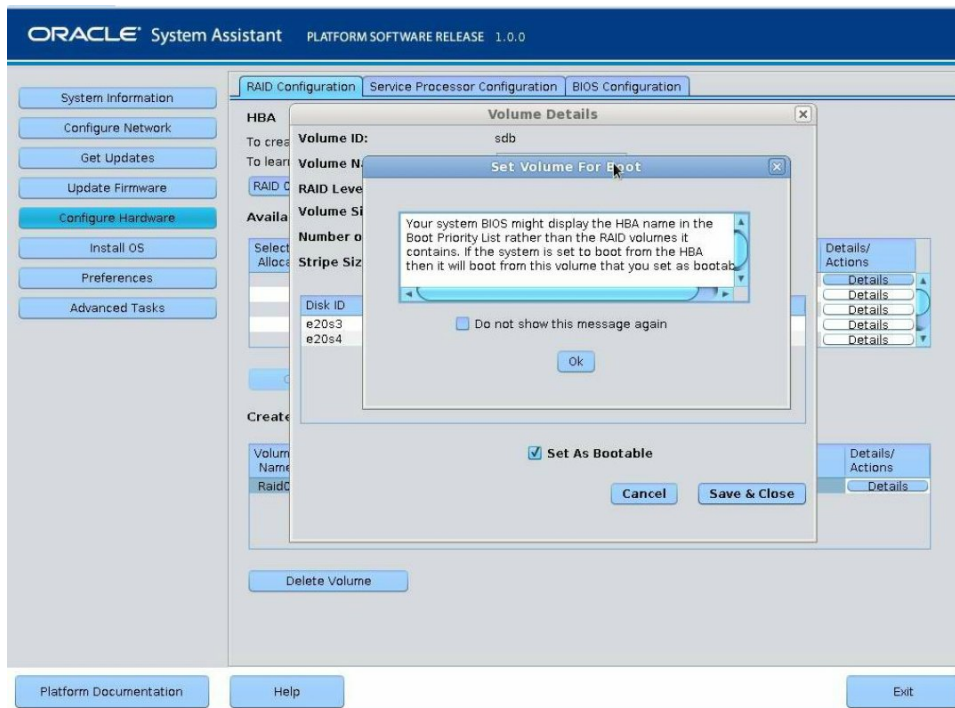 ORACLE System Assistant PLATFORM SOFTWARE RELEASE 1.0.0
System Information
Configure Network
Get Updates
Update Firmware
Configure Hardware
Install OS
Preferences
Advanced Tasks
RAID Configuration Service Processor Configuration BIOS Configuration
HBA
To crea
To lear
RAID C
Availa
Select
Alloca
Details/
Actions
Details
Details
Details
Details
Details
Create
Volum
Name
Details/
Actions
Raid0
Details
Delete Volume
Volume Details
Volume ID: sdb
Volume Na
RAID Leve
Volume Si
Number o
Stripe Siz
Disk ID
e20s3
e20s4
Set As Bootable
Cancel Save & Close
Set Volume For Boot
Your system BIOS might display the HBA name in the
Boot Priority List rather than the RAID volumes it
contains. If the system is set to boot from the HBA
then it will boot from this volume that you set as bootab
Do not show this message again
Ok
Platform Documentation Help Exit